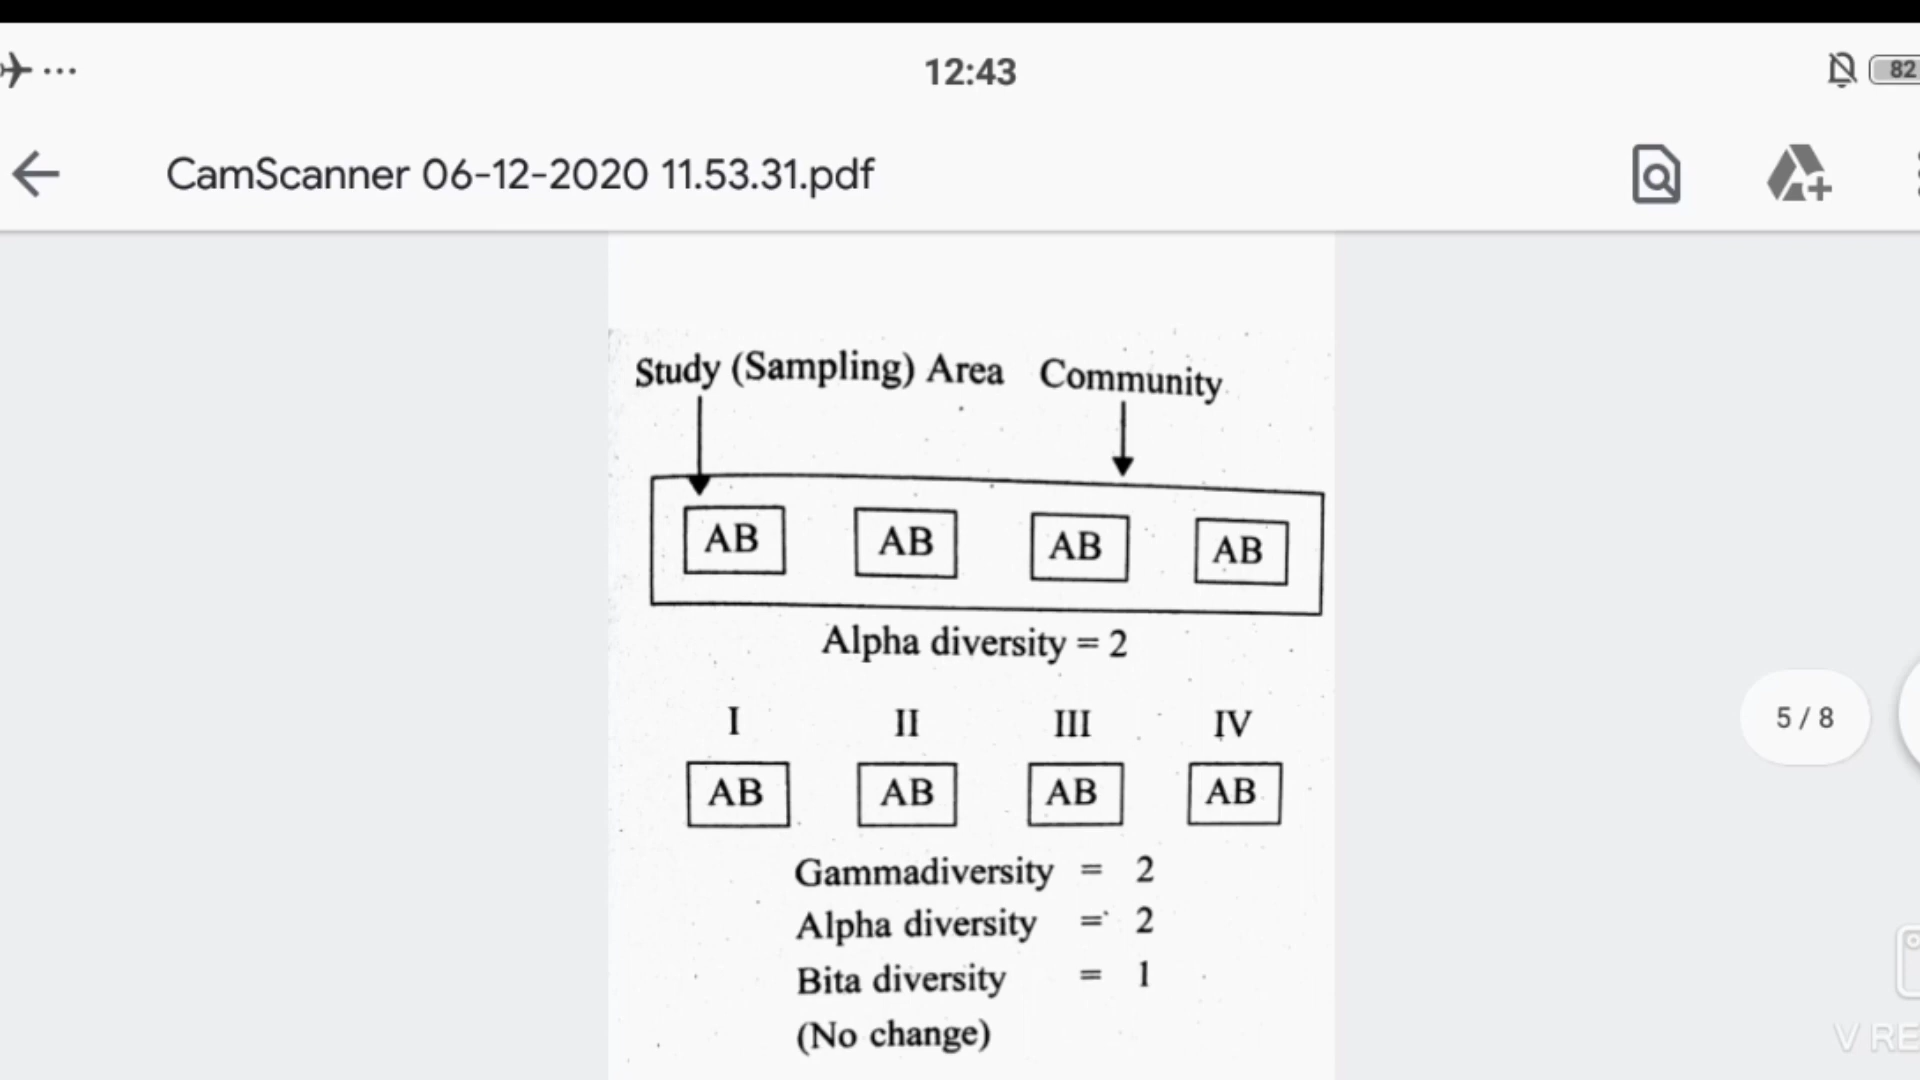 12:43
82
CamScanner 06-12-2020 11.53.31.pdf
Study (Sampling) Area Community
AB AB AB AB
Alpha diversity = 2
I II III IV
AB AB AB AB
Gammadiversity = 2
5 / 8
Alpha diversity = 2
Bita diversity = 1
(No change)
V RE